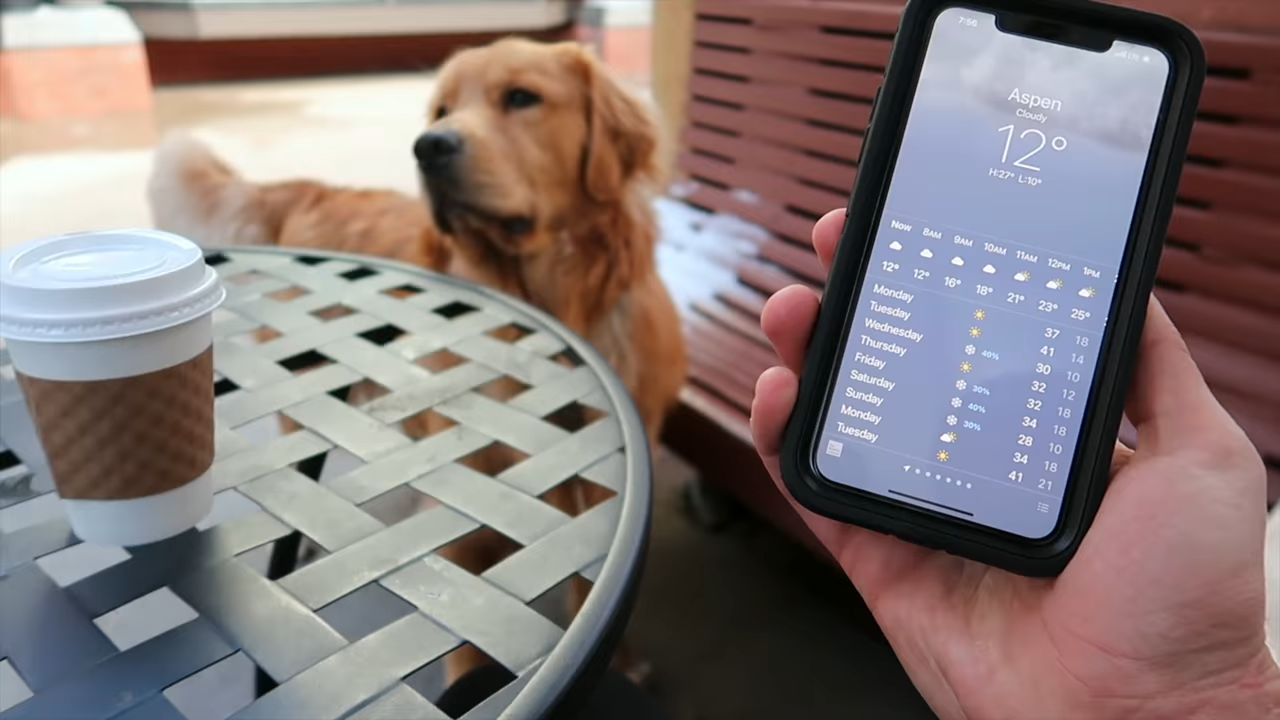 7:56
LTE
Aspen
Cloudy
12°
H:27° L:10°
Now 8AM 9AM 10AM 11AM 12PM 1PM
12° 12° 16° 18° 21° 23° 25°
Monday 37 18
Tuesday 41 14
Wednesday 40% 30 10
Thursday 32 12
Friday 30% 32 18
Saturday 40% 34 18
Sunday 30% 28 10
Monday 34 18
Tuesday 41 21